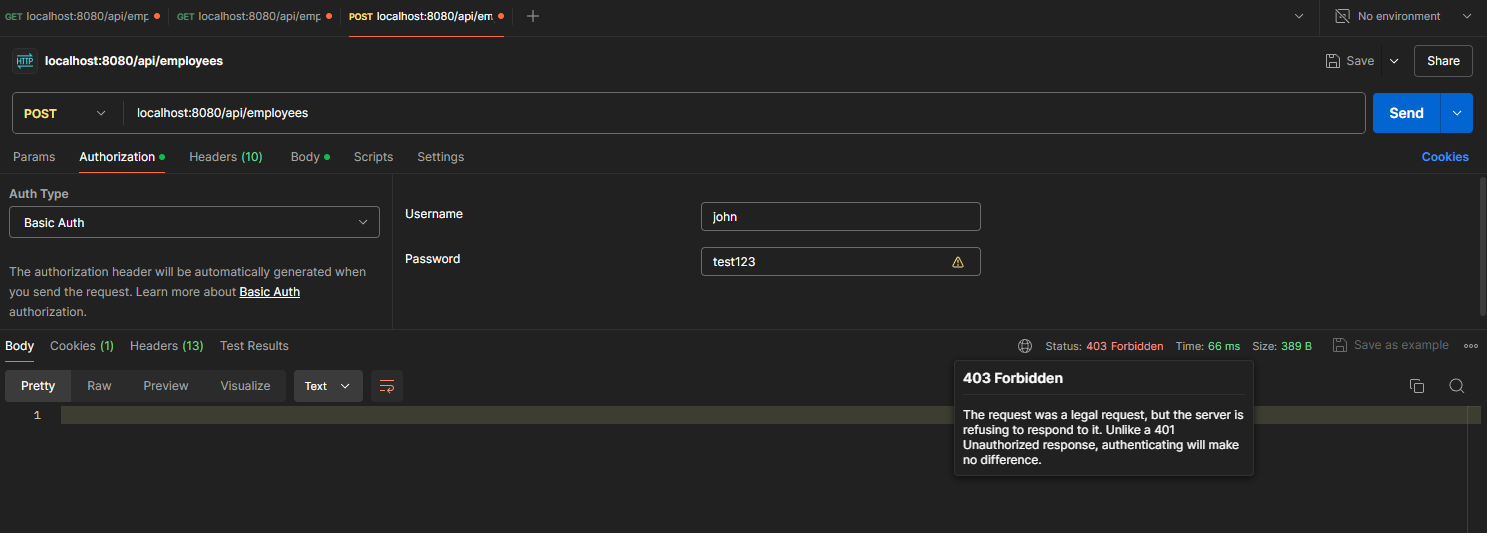 GET localhost:8080/api/emp GET localhost:8080/api/emp POST localhost:8080/api/em No environment
HTTP localhost:8080/api/employees Save Share
POST localhost:8080/api/employees Send
Params Authorization Headers (10) Body Scripts Settings Cookies
Auth Type
Basic Auth
The authorization header will be automatically generated when
you send the request. Learn more about Basic Auth
authorization.
Username john
Password test123
Body Cookies (1) Headers (13) Test Results Status: 403 Forbidden Time: 66 ms Size: 389 B Save as example
Pretty Raw Preview Visualize Text
1
403 Forbidden
The request was a legal request, but the server is
refusing to respond to it. Unlike a 401
Unauthorized response, authenticating will make
no difference.